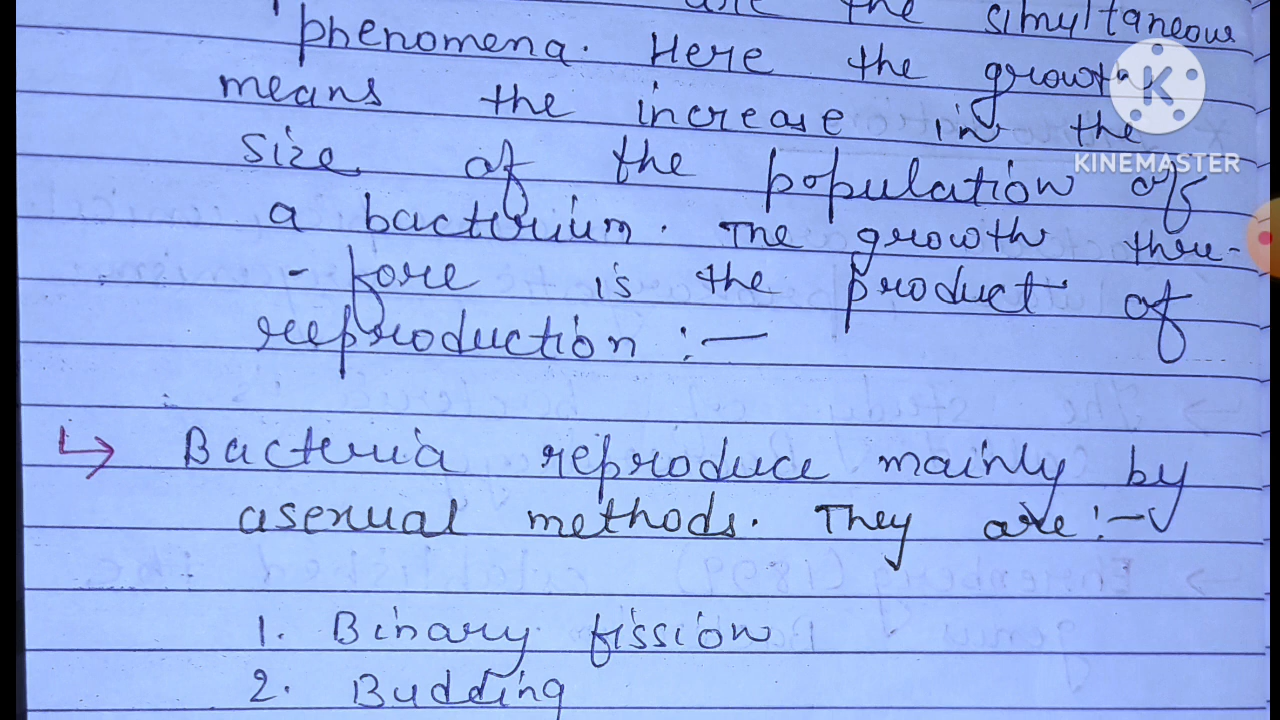 the simultaneous
phenomena. Here the growth
means the increase in the
size of the population of
a bacterium. The growth there-
- fore is the product of
reproduction :—
↳ Bacteria reproduce mainly by
asexual methods. They are :-
1. Binary fission
2. Budding
K
KINEMASTER